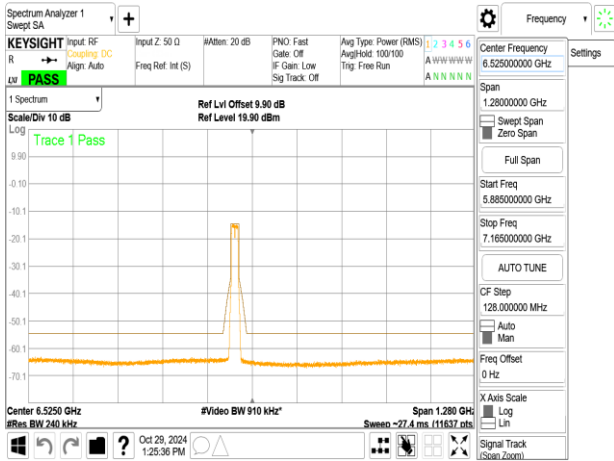 Spectrum Analyzer 1
Swept SA
Frequency
KEYSIGHT
R
LXI
PASS
Input: RF
Coupling: DC
Align: Auto
Input Z: 50 Ω
Freq Ref: Int (S)
#Atten: 20 dB
PNO: Fast
Gate: Off
IF Gain: Low
Sig Track: Off
Avg Type: Power (RMS)
Avg|Hold: 100/100
Trig: Free Run
1 2 3 4 5 6
A W W W W W
A N N N N N
1 Spectrum
Scale/Div 10 dB
Ref Lvl Offset 9.90 dB
Ref Level 19.90 dBm
Log
Trace 1 Pass
9.90
-0.10
-10.1
-20.1
-30.1
-40.1
-50.1
-60.1
-70.1
Center 6.5250 GHz
#Res BW 240 kHz
#Video BW 910 kHz*
Span 1.280 GHz
Sweep ~27.4 ms (11637 pts
Oct 29, 2024
1:25:36 PM
Center Frequency
6.525000000 GHz
Settings
Span
1.28000000 GHz
Swept Span
Zero Span
Full Span
Start Freq
5.885000000 GHz
Stop Freq
7.165000000 GHz
AUTO TUNE
CF Step
128.000000 MHz
Auto
Man
Freq Offset
0 Hz
X Axis Scale
Log
Lin
Signal Track
(Span Zoom)